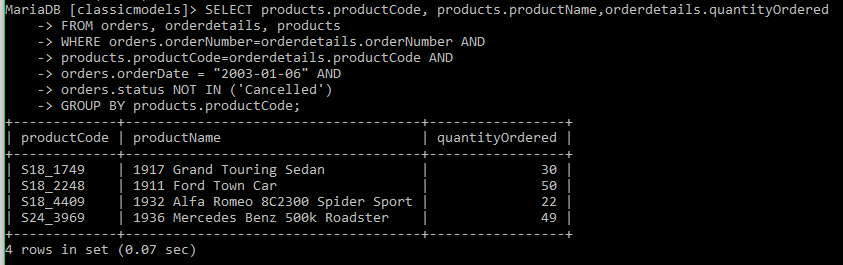 MariaDB [classicmodels]> SELECT products.productCode, products.productName,orderdetails.quantityOrdered
    -> FROM orders, orderdetails, products
    -> WHERE orders.orderNumber=orderdetails.orderNumber AND
    -> products.productCode=orderdetails.productCode AND
    -> orders.orderDate = "2003-01-06" AND
    -> orders.status NOT IN ('Cancelled')
    -> GROUP BY products.productCode;
+-------------+-------------------------------------+-----------------+
| productCode | productName                         | quantityOrdered |
+-------------+-------------------------------------+-----------------+
| S18_1749    | 1917 Grand Touring Sedan            |              30 |
| S18_2248    | 1911 Ford Town Car                  |              50 |
| S18_4409    | 1932 Alfa Romeo 8C2300 Spider Sport |              22 |
| S24_3969    | 1936 Mercedes Benz 500k Roadster    |              49 |
+-------------+-------------------------------------+-----------------+
4 rows in set (0.07 sec)